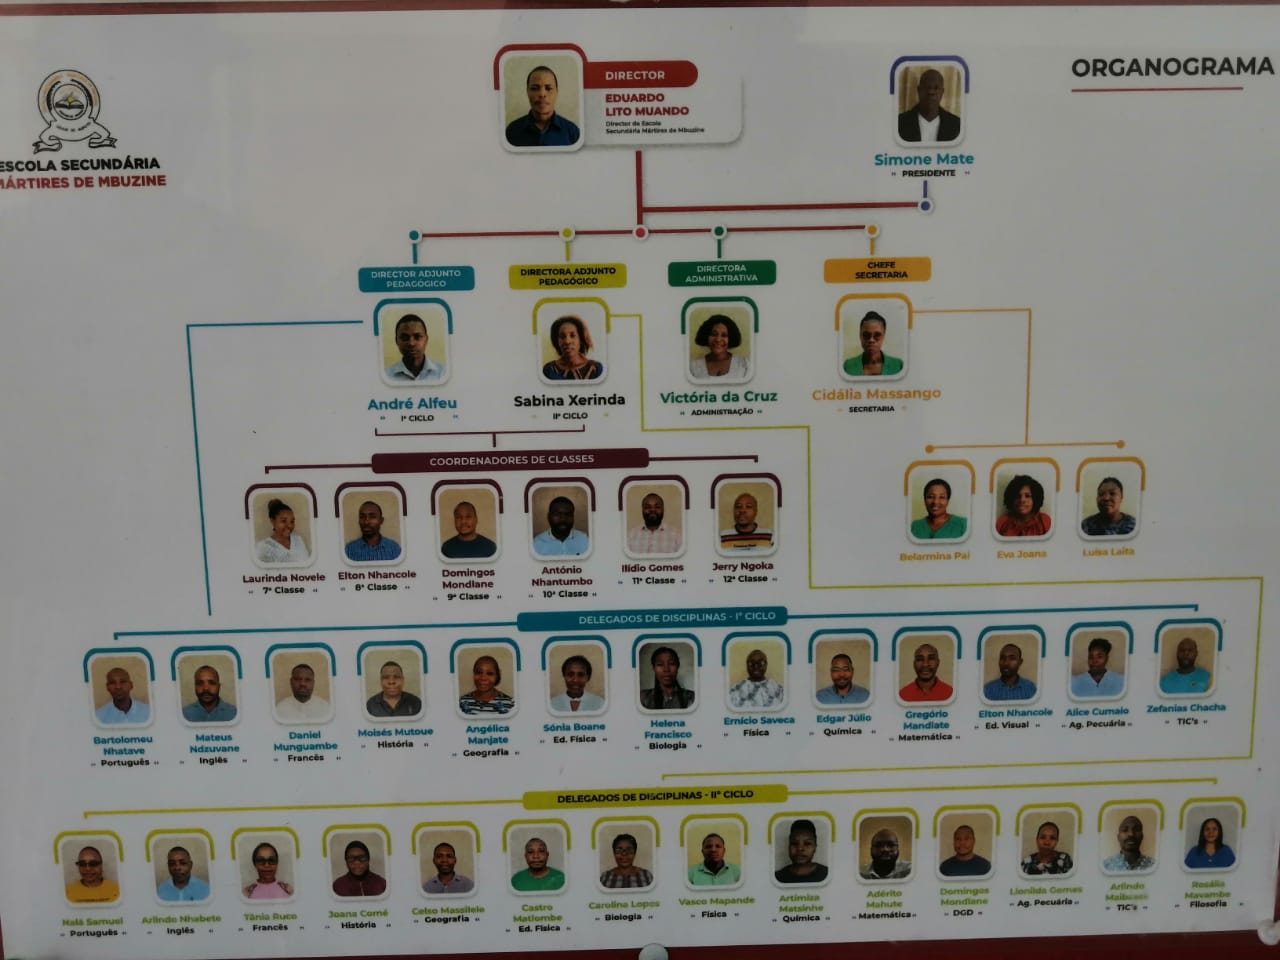 ORGANOGRAMA
ESCOLA SECUNDÁRIA
MÁRTIRES DE MBUZINE
DIRECTOR
EDUARDO
LITO MUANDO
Director da Escola
Secundária Mártires de Mbuzine
Simone Mate
" PRESIDENTE "
DIRECTOR ADJUNTO
PEDAGÓGICO
DIRECTORA ADJUNTO
PEDAGÓGICO
DIRECTORA
ADMINISTRATIVA
CHEFE
SECRETARIA
André Alfeu
" Iº CICLO "
Sabina Xerinda
" IIº CICLO "
Victória da Cruz
" ADMINISTRAÇÃO "
Cidália Massango
" SECRETARIA "
COORDENADORES DE CLASSES
Laurinda Novele
" 7ª Classe "
Elton Nhancole
" 8ª Classe "
Domingos
Mondlane
" 9ª Classe "
António
Nhantumbo
" 10ª Classe "
Ilídio Gomes
" 11ª Classe "
Jerry Ngoka
" 12ª Classe "
Belarmina Pai
Eva Joana
Luisa Laita
DELEGADOS DE DISCIPLINAS - Iº CICLO
Bartolomeu
Nhatave
" Português "
Mateus
Ndzuvane
" Inglês "
Daniel
Munguambe
" Francês "
Moisés Mutoue
" História "
Angélica
Manjate
" Geografia "
Sónia Boane
" Ed. Física "
Helena
Francisco
" Biologia "
Ernício Saveca
" Física "
Edgar Júlio
" Química "
Gregório
Mandlate
" Matemática "
Elton Nhancole
" Ed. Visual "
Alice Cumaio
" Ag. Pecuária "
Zefanias Chacha
" TIC's "
DELEGADOS DE DISCIPLINAS - IIº CICLO
Nalá Samuel
" Português "
Arlindo Nhabete
" Inglês "
Tânia Ruco
" Francês "
Joana Comé
" História "
Celso Massitele
" Geografia "
Castro
Matlombe
" Ed. Física "
Carolina Lopes
" Biologia "
Vasco Mapande
" Física "
Artimiza
Matsinhe
" Química "
Adérito
Mahute
" Matemática "
Domingos
Mondlane
" DGD "
Lionilda Gomes
" Ag. Pecuária "
Arlindo
" TIC's "
Rosália
Mavambe
" Filosofia "